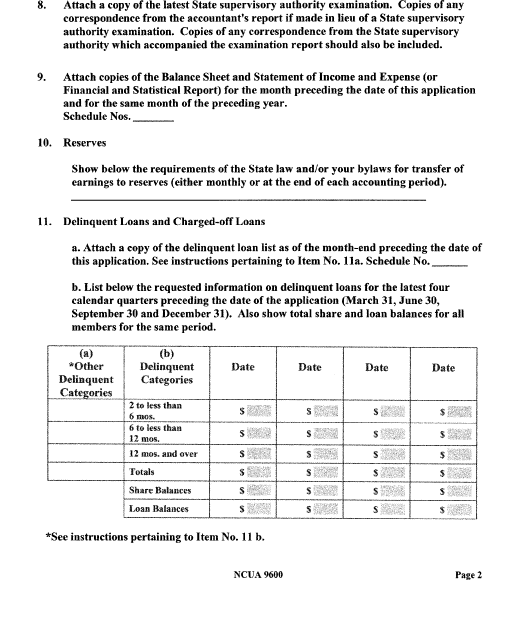 8. Attach a copy of the latest State supervisory authority examination. Copies of any
correspondence from the accountant's report if made in lieu of a State supervisory
authority examination. Copies of any correspondence from the State supervisory
authority which accompanied the examination report should also be included.
9. Attach copies of the Balance Sheet and Statement of Income and Expense (or
Financial and Statistical Report) for the month preceding the date of this application
and for the same month of the preceding year.
Schedule Nos. ______
10. Reserves
Show below the requirements of the State law and/or your bylaws for transfer of
earnings to reserves (either monthly or at the end of each accounting period).
11. Delinquent Loans and Charged-off Loans
a. Attach a copy of the delinquent loan list as of the month-end preceding the date of
this application. See instructions pertaining to Item No. 11a. Schedule No. ______
b. List below the requested information on delinquent loans for the latest four
calendar quarters preceding the date of the application (March 31, June 30,
September 30 and December 31). Also show total share and loan balances for all
members for the same period.
(a) (b)
*Other Delinquent Date Date Date Date
Delinquent Categories
Categories
2 to less than
6 mos. $ $ $ $
6 to less than
12 mos. $ $ $ $
12 mos. and over $ $ $ $
Totals $ $ $ $
Share Balances $ $ $ $
Loan Balances $ $ $ $
*See instructions pertaining to Item No. 11 b.
NCUA 9600 Page 2